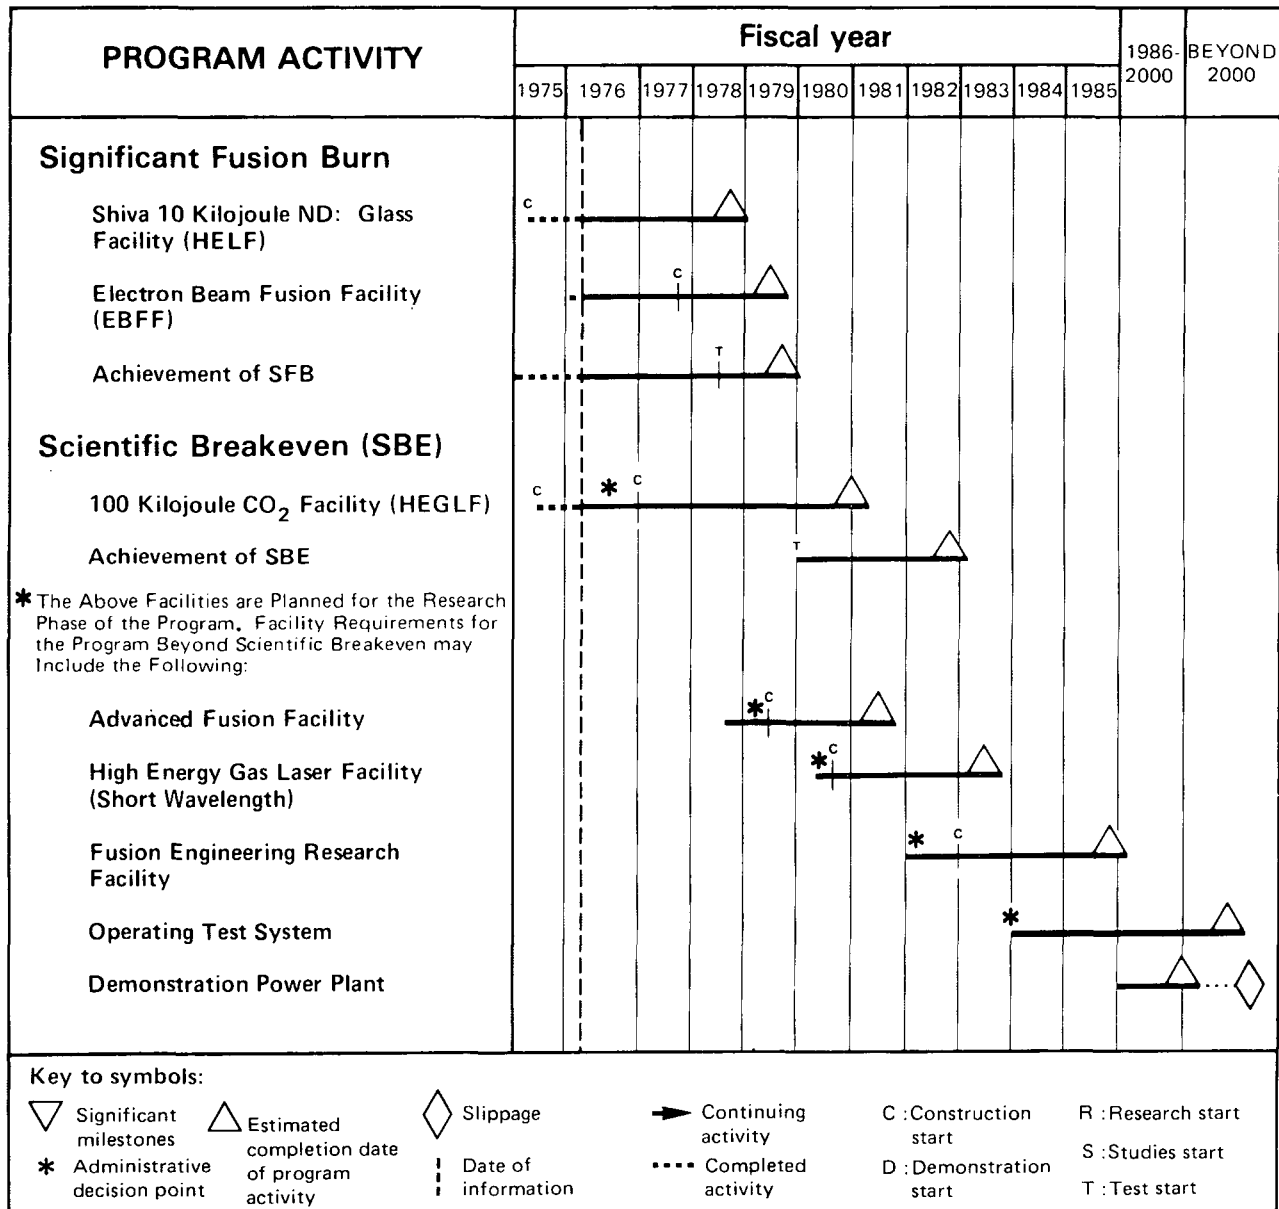 PROGRAM ACTIVITY
Fiscal year
1975 1976 1977 1978 1979 1980 1981 1982 1983 1984 1985
1986-
2000
BEYOND
2000
Significant Fusion Burn
Shiva 10 Kilojoule ND: Glass
Facility (HELF)
C
Electron Beam Fusion Facility
(EBFF)
C
Achievement of SFB
T
Scientific Breakeven (SBE)
100 Kilojoule CO2 Facility (HEGLF)
C * C
Achievement of SBE
T
* The Above Facilities are Planned for the Research
Phase of the Program. Facility Requirements for
the Program Beyond Scientific Breakeven may
Include the Following:
Advanced Fusion Facility
* C
High Energy Gas Laser Facility
(Short Wavelength)
* C
Fusion Engineering Research
Facility
* C
Operating Test System
*
Demonstration Power Plant
Key to symbols:
Significant
milestones
* Administrative
decision point
Estimated
completion date
of program
activity
Slippage
Date of
information
Continuing
activity
Completed
activity
C : Construction
start
D : Demonstration
start
R : Research start
S : Studies start
T : Test start